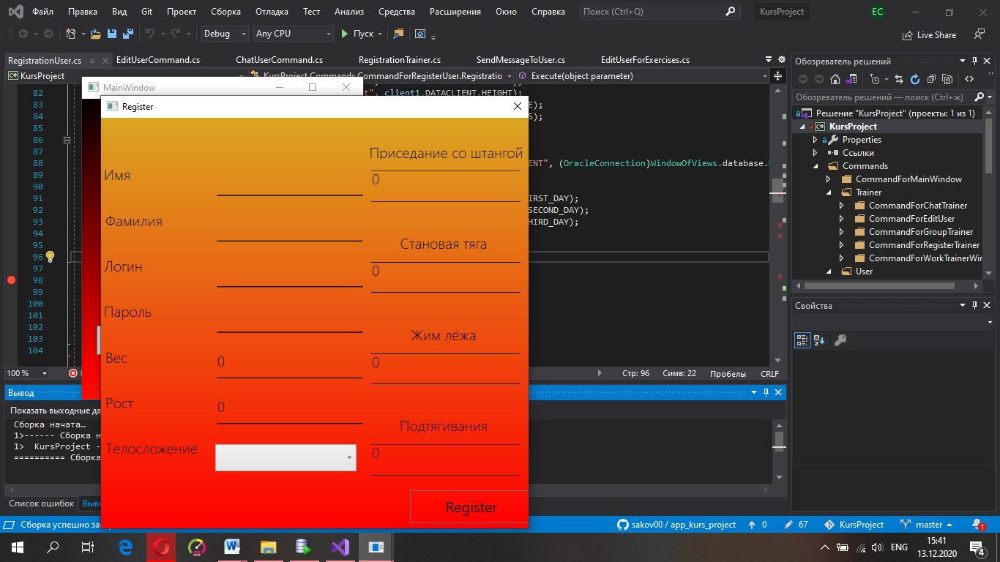 Файл Правка Вид Git Проект Сборка Отладка Тест Анализ Средства Расширения Окно Справка Поиск (Ctrl+Q) KursProject EC
Debug Any CPU Пуск Live Share
RegistrationUser.cs EditUserCommand.cs ChatUserCommand.cs RegistrationTrainer.cs SendMessageToUser.cs EditUserForExercises.cs
C# KursProject KursProject.Commands.CommandForRegisterUser.Registratio Execute(object parameter)
MainWindow
Register
82 ", client1.DATACLIENT.HEIGHT);
83 E);
84 S);
85
86
87
88 ENT", (OracleConnection)WindowOfViews.database.
89
90
91 IRST_DAY);
92 SECOND_DAY);
93 HIRD_DAY);
94
95
96
97
98
99
100
101
102
103
104
Имя
Фамилия
Логин
Пароль
Вес 0
Рост 0
Телосложение
Приседание со штангой
0
Становая тяга
0
Жим лёжа
0
Подтягивания
0
Register
100 % Стр: 96 Симв: 22 Пробелы CRLF
Вывод
Показать выходные да
Сборка начата…
1>------ Сборка н
1> KursProject -
========== Сборка
Список ошибок Выво
Обозреватель решений
Обозреватель решений — поиск (Ctrl+ж)
Решение "KursProject" (проекты: 1 из 1)
C# KursProject
Properties
Ссылки
Commands
CommandForMainWindow
Trainer
CommandForChatTrainer
CommandForEditUser
CommandForGroupTrainer
CommandForRegisterTrainer
CommandForWorkTrainerWir
User
Свойства
Сборка успешно за sakov00 / app_kurs_project 0 67 KursProject master 1
ENG 15:41
13.12.2020 4